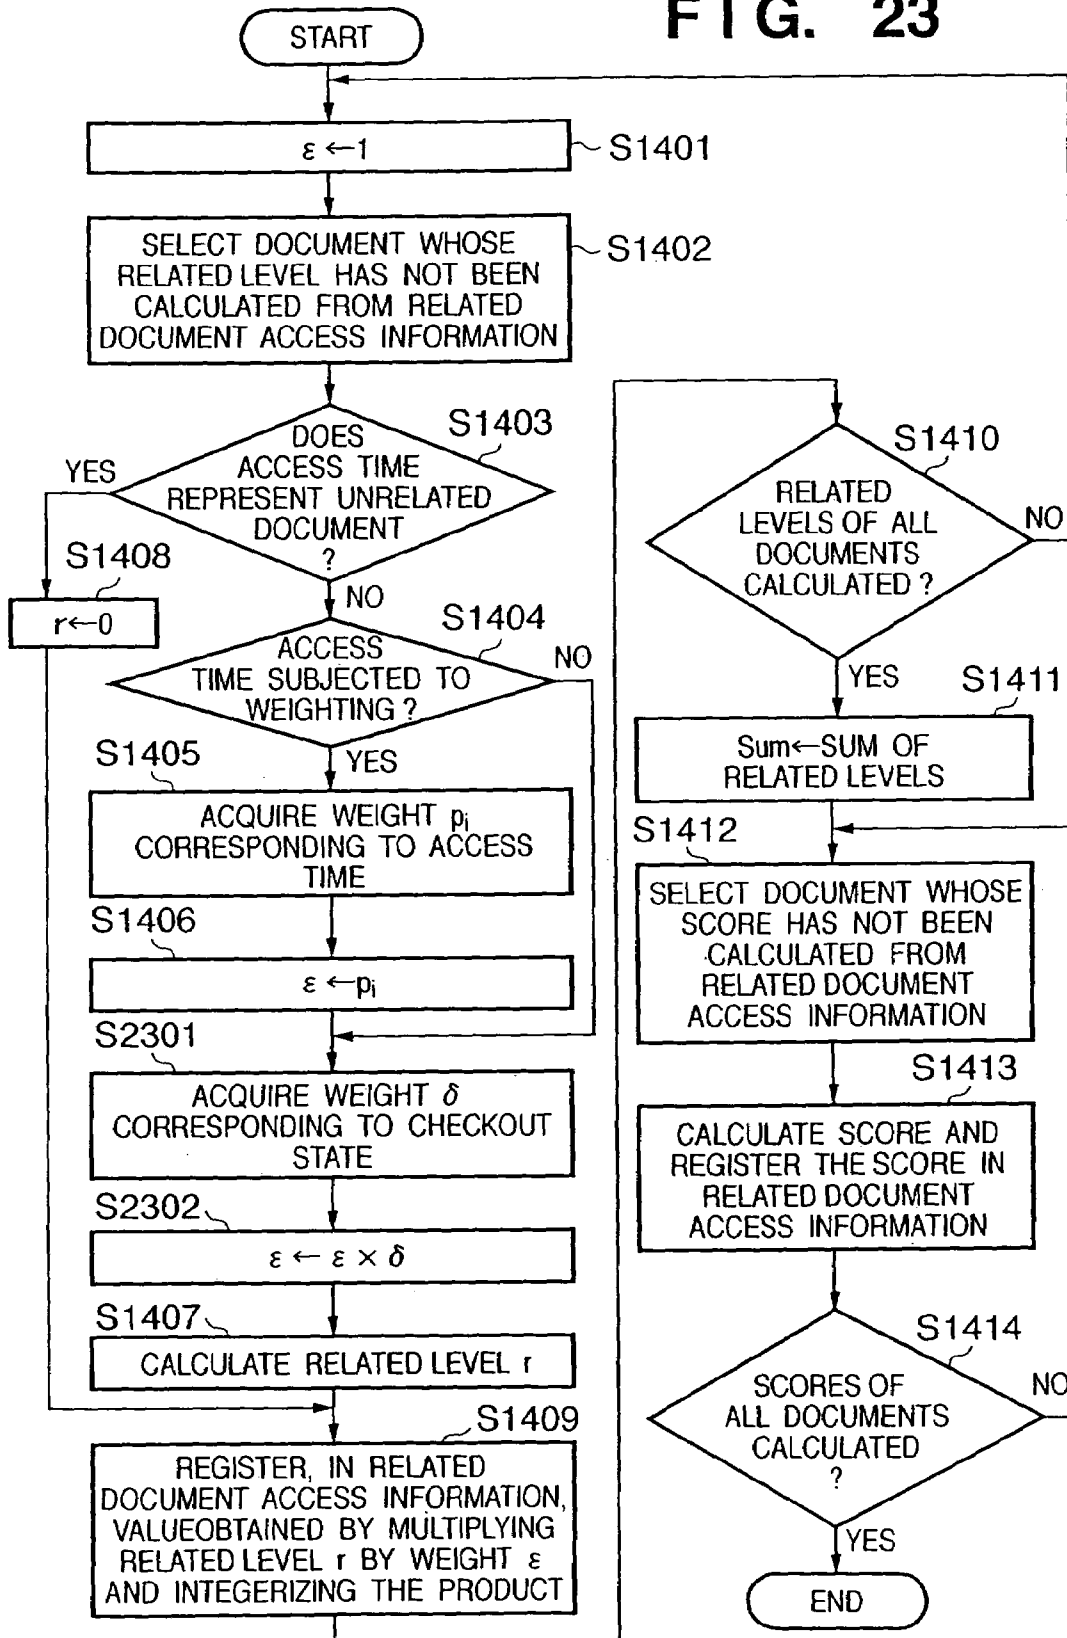 FIG. 23
START
ε←1
S1401
SELECT DOCUMENT WHOSE
RELATED LEVEL HAS NOT BEEN
CALCULATED FROM RELATED
DOCUMENT ACCESS INFORMATION
S1402
DOES
ACCESS TIME
REPRESENT UNRELATED
DOCUMENT
?
S1403
YES
NO
S1408
r←0
ACCESS
TIME SUBJECTED TO
WEIGHTING ?
S1404
NO
YES
S1405
ACQUIRE WEIGHT pi
CORRESPONDING TO ACCESS
TIME
S1406
ε←pi
S2301
ACQUIRE WEIGHT δ
CORRESPONDING TO CHECKOUT
STATE
S2302
ε ← ε × δ
S1407
CALCULATE RELATED LEVEL r
S1409
REGISTER, IN RELATED
DOCUMENT ACCESS INFORMATION,
VALUEOBTAINED BY MULTIPLYING
RELATED LEVEL r BY WEIGHT ε
AND INTEGERIZING THE PRODUCT
S1410
RELATED
LEVELS OF ALL
DOCUMENTS
CALCULATED ?
NO
YES
S1411
Sum←SUM OF
RELATED LEVELS
S1412
SELECT DOCUMENT WHOSE
SCORE HAS NOT BEEN
CALCULATED FROM
RELATED DOCUMENT
ACCESS INFORMATION
S1413
CALCULATE SCORE AND
REGISTER THE SCORE IN
RELATED DOCUMENT
ACCESS INFORMATION
S1414
SCORES OF
ALL DOCUMENTS
CALCULATED
?
NO
YES
END